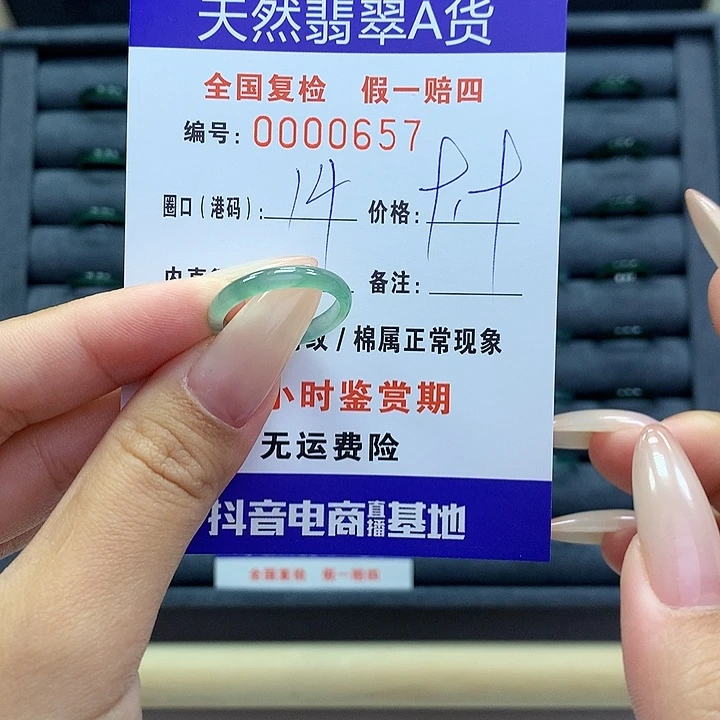 天然翡翠A货
全国复检 假一赔四
编号：0000657
圈口（港码）：14 价格：
备注：
/ 棉属正常现象
小时鉴赏期
无运费险
抖音电商直播基地
全国复检 假一赔四